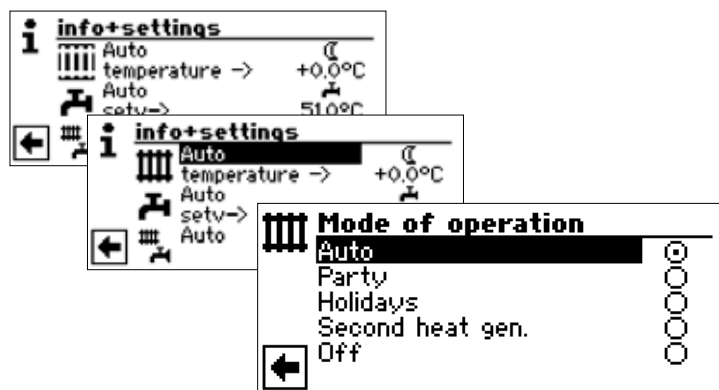 info+settings
Auto
temperature -> +0.0°C
Auto
setv-> 51.0°C
info+settings
Auto
temperature -> +0.0°C
Auto
setv->
Auto
Mode of operation
Auto
Party
Holidays
Second heat gen.
Off